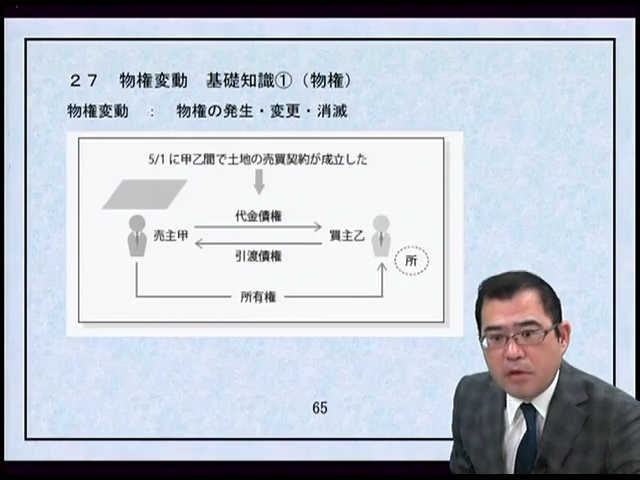 ２７　物権変動　基礎知識①（物権）
物権変動　：　物権の発生・変更・消滅
5/1に甲乙間で土地の売買契約が成立した
代金債権
売主甲
買主乙
引渡債権
所
所有権
65